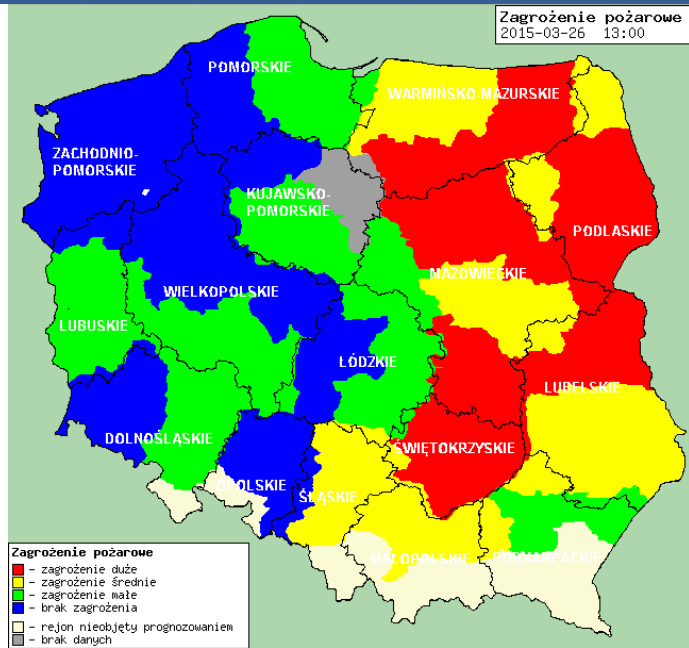 Zagrożenie pożarowe
2015-03-26 13:00
POMORSKIE
WARMIŃSKO-MAZURSKIE
ZACHODNIO-
POMORSKIE
KUJAWSKO-
POMORSKIE
PODLASKIE
MAZOWIECKIE
WIELKOPOLSKIE
LUBUSKIE
ŁÓDZKIE
LUBELSKIE
DOLNOŚLĄSKIE
ŚWIĘTOKRZYSKIE
OPOLSKIE
ŚLĄSKIE
MAŁOPOLSKIE
PODKARPACKIE
Zagrożenie pożarowe
- zagrożenie duże
- zagrożenie średnie
- zagrożenie małe
- brak zagrożenia
- rejon nieobjęty prognozowaniem
- brak danych